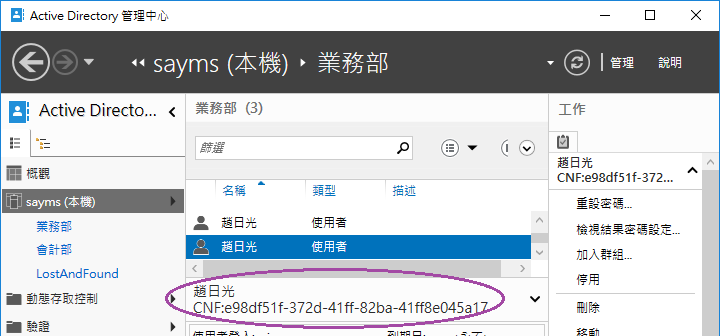 Active Directory 管理中心
sayms (本機) 業務部
管理 說明
Active Directo...
概觀
sayms (本機)
業務部
會計部
LostAndFound
動態存取控制
驗證
業務部 (3)
篩選
名稱 類型 描述
趙日光 使用者
趙日光 使用者
趙日光
CNF:e98df51f-372d-41ff-82ba-41ff8e045a17
工作
趙日光
CNF:e98df51f-372...
重設密碼...
檢視結果密碼設定...
加入群組...
停用
刪除
移動